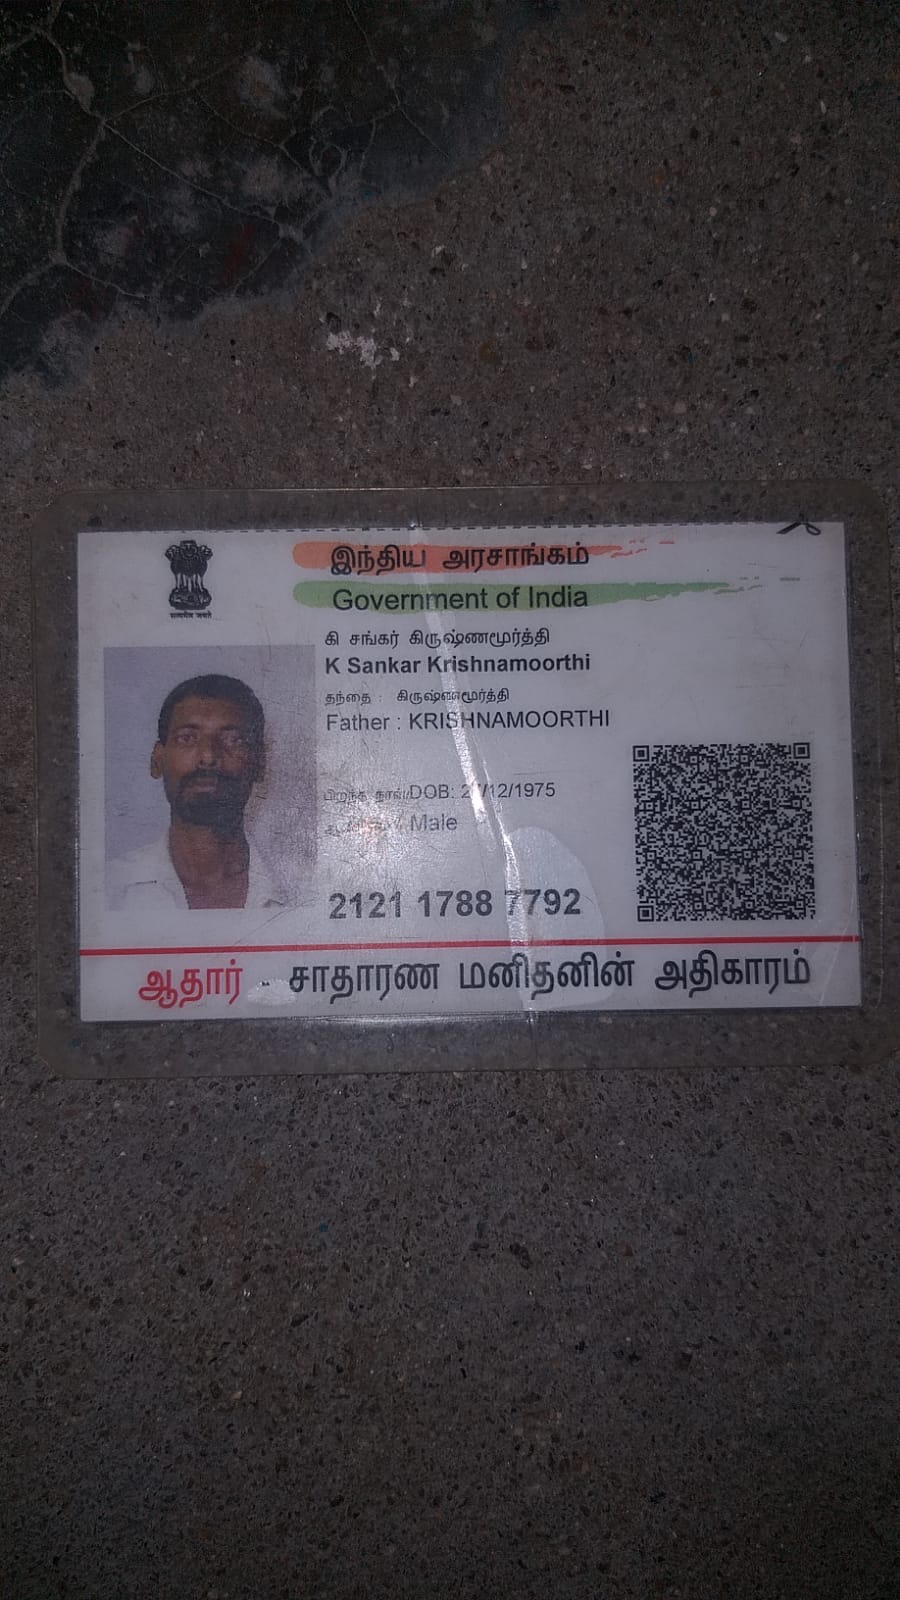 இந்திய அரசாங்கம்
Government of India
கி சங்கர் கிருஷ்ணமூர்த்தி
K Sankar Krishnamoorthi
தந்தை : கிருஷ்ணமூர்த்தி
Father : KRISHNAMOORTHI
பிறந்த நாள்/DOB:
/ Male
2121 1788 7792
ஆதார் - சாதாரண மனிதனின் அதிகாரம்